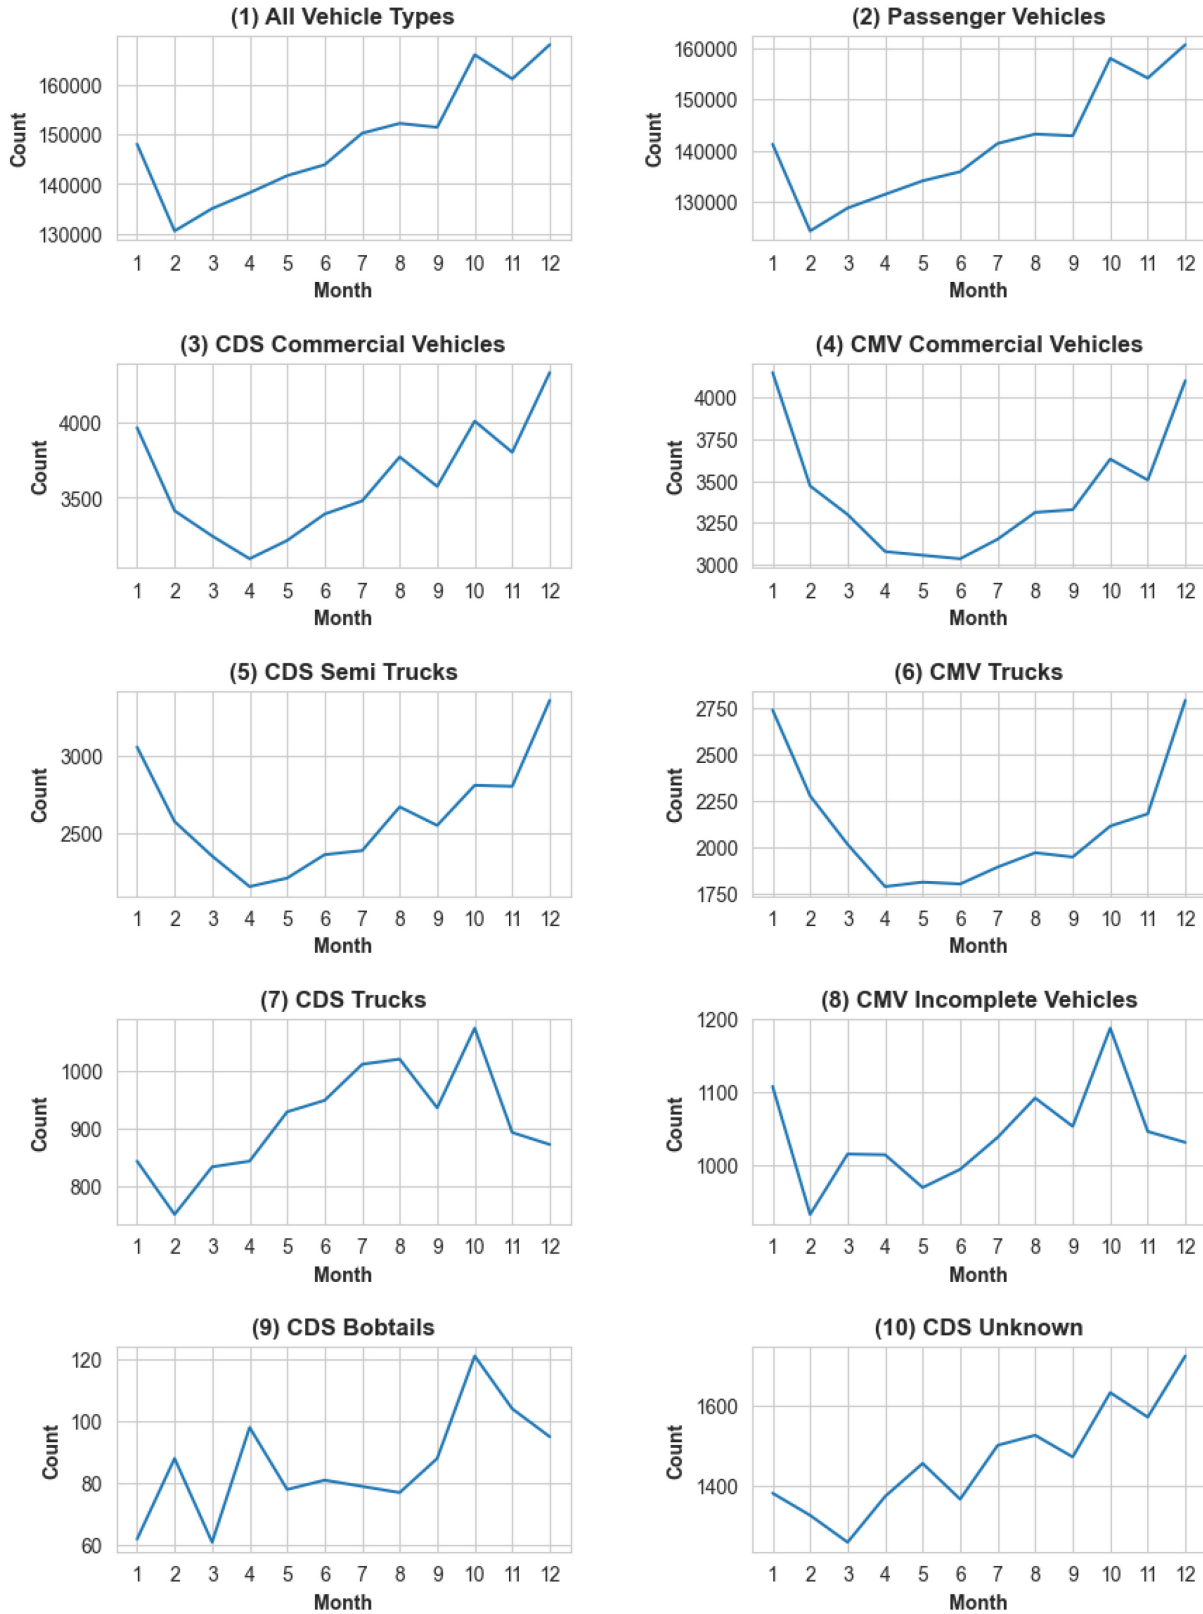 (1) All Vehicle Types
160000
150000
140000
130000
Count
1 2 3 4 5 6 7 8 9 10 11 12
Month
(2) Passenger Vehicles
160000
150000
140000
130000
Count
1 2 3 4 5 6 7 8 9 10 11 12
Month
(3) CDS Commercial Vehicles
4000
3500
Count
1 2 3 4 5 6 7 8 9 10 11 12
Month
(4) CMV Commercial Vehicles
4000
3750
3500
3250
3000
Count
1 2 3 4 5 6 7 8 9 10 11 12
Month
(5) CDS Semi Trucks
3000
2500
Count
1 2 3 4 5 6 7 8 9 10 11 12
Month
(6) CMV Trucks
2750
2500
2250
2000
1750
Count
1 2 3 4 5 6 7 8 9 10 11 12
Month
(7) CDS Trucks
1000
900
800
Count
1 2 3 4 5 6 7 8 9 10 11 12
Month
(8) CMV Incomplete Vehicles
1200
1100
1000
Count
1 2 3 4 5 6 7 8 9 10 11 12
Month
(9) CDS Bobtails
120
100
80
60
Count
1 2 3 4 5 6 7 8 9 10 11 12
Month
(10) CDS Unknown
1600
1400
Count
1 2 3 4 5 6 7 8 9 10 11 12
Month